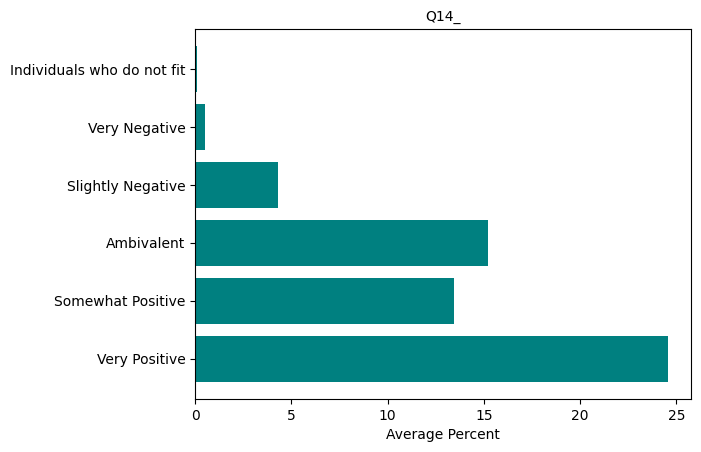 Q14_
Individuals who do not fit
Very Negative
Slightly Negative
Ambivalent
Somewhat Positive
Very Positive
0 5 10 15 20 25
Average Percent